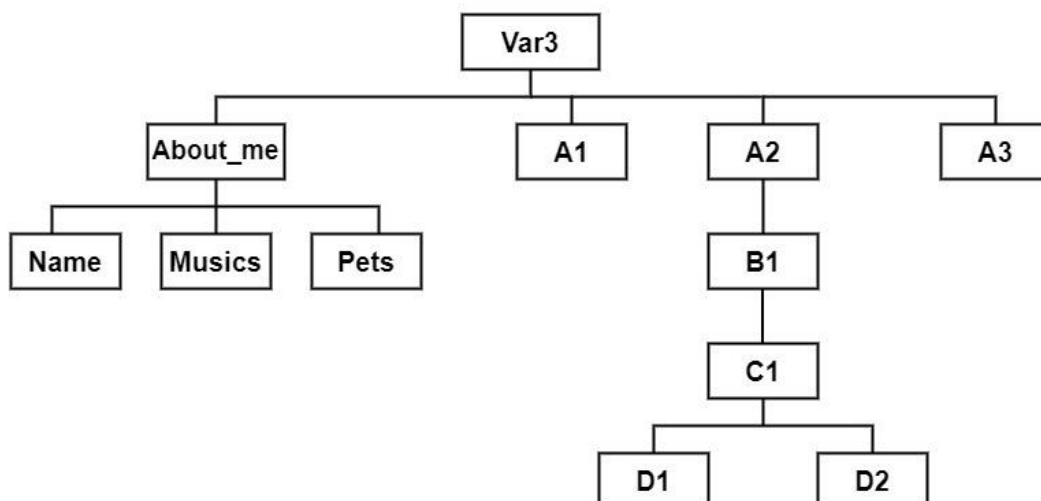 Var3
About_me
A1
A2
A3
Name
Musics
Pets
B1
C1
D1
D2